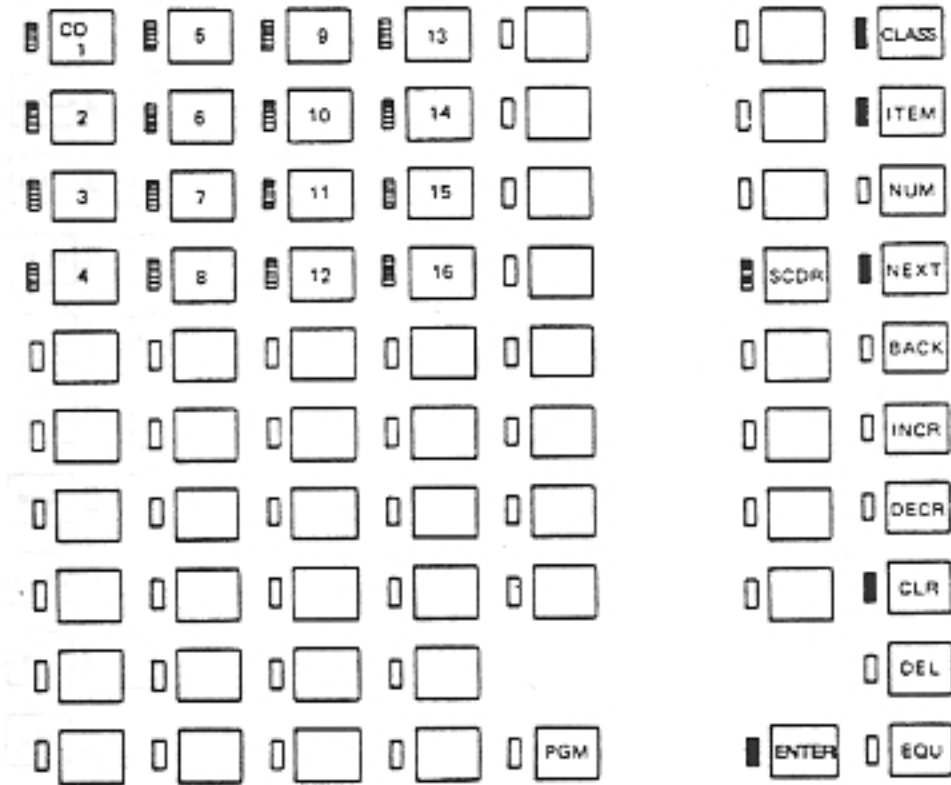 CD
1 5 9 13 CLASS
2 6 10 14 ITEM
3 7 11 15 NUM
4 8 12 16 SCDR NEXT
BACK
INCR
DECR
CLR
DEL
PGM ENTER EQU